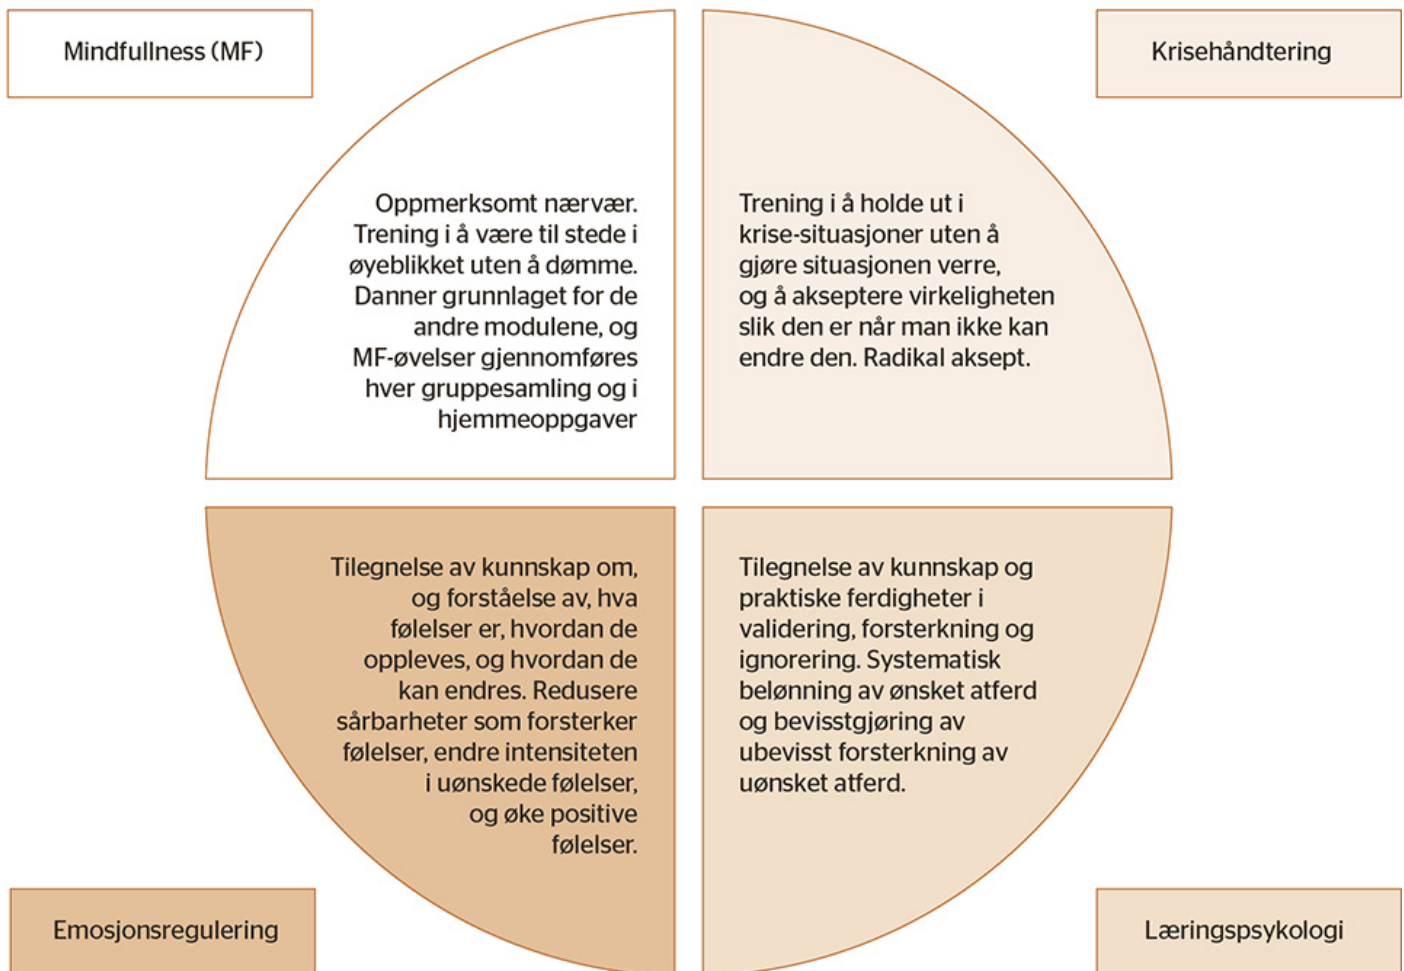 Mindfullness (MF)
Oppmerksomt nærvær.
Trening i å være til stede i
øyeblikket uten å dømme.
Danner grunnlaget for de
andre modulene, og
MF-øvelser gjennomføres
hver gruppesamling og i
hjemmeoppgaver
Krisehåndtering
Trening i å holde ut i
krise-situasjoner uten å
gjøre situasjonen verre,
og å akseptere virkeligheten
slik den er når man ikke kan
endre den. Radikal aksept.
Tilegnelse av kunnskap om,
og forståelse av, hva
følelser er, hvordan de
oppleves, og hvordan de
kan endres. Redusere
sårbarheter som forsterker
følelser, endre intensiteten
i uønskede følelser,
og øke positive
følelser.
Emosjonsregulering
Tilegnelse av kunnskap og
praktiske ferdigheter i
validering, forsterkning og
ignorering. Systematisk
belønning av ønsket atferd
og bevisstgjøring av
ubevisst forsterkning av
uønsket atferd.
Læringspsykologi